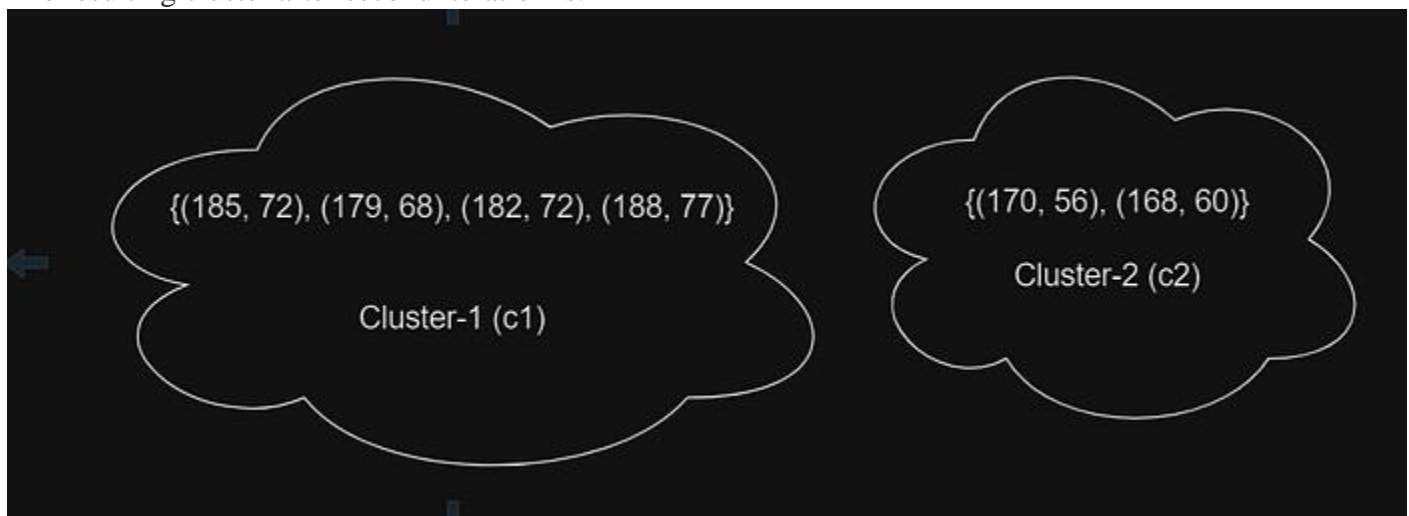 {(185, 72), (179, 68), (182, 72), (188, 77)}
Cluster-1 (c1)
{(170, 56), (168, 60)}
Cluster-2 (c2)